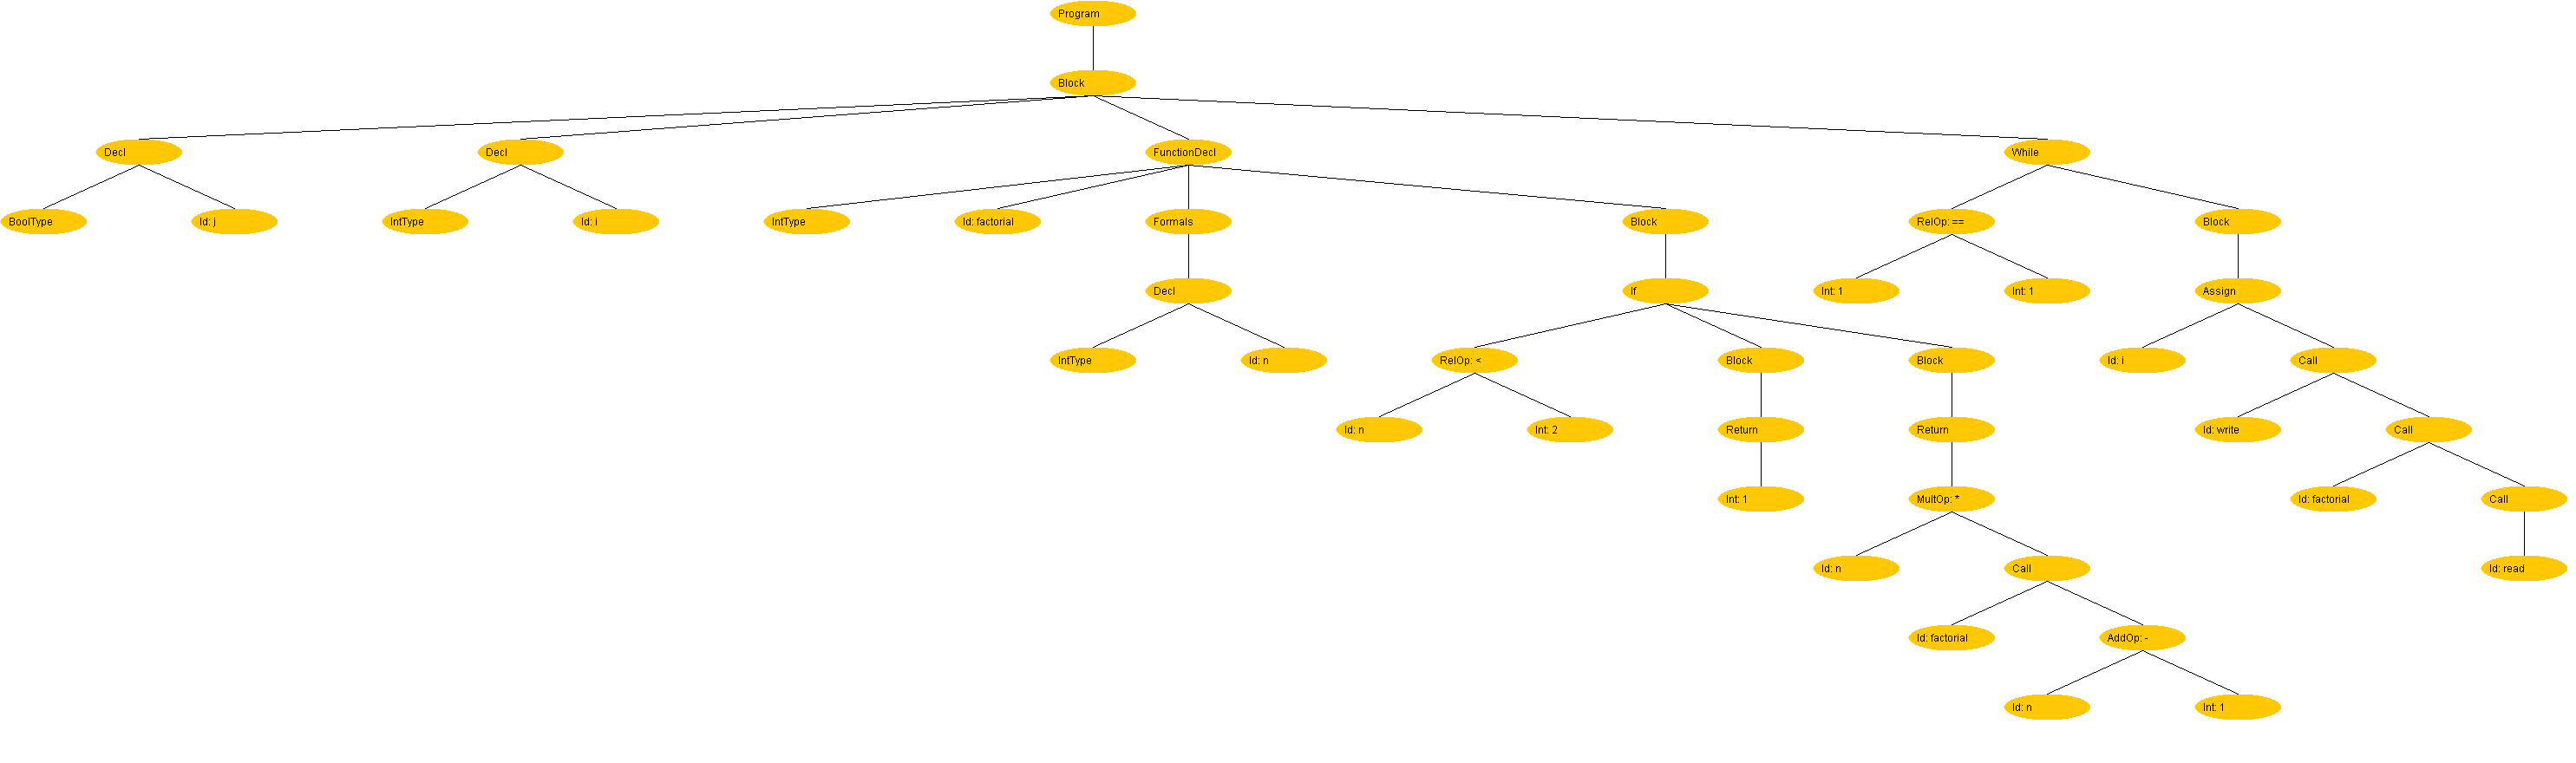 Program
Block
Decl
Decl
FunctionDecl
While
BoolType
Id: j
IntType
Id: i
IntType
Id: factorial
Formals
Block
RelOp: ==
Block
Decl
If
Int: 1
Int: 1
Assign
IntType
Id: n
RelOp: <
Block
Block
Id: i
Call
Id: n
Int: 2
Return
Return
Id: write
Call
Int: 1
MultOp: *
Id: factorial
Call
Id: n
Call
Id: read
Id: factorial
AddOp: -
Id: n
Int: 1